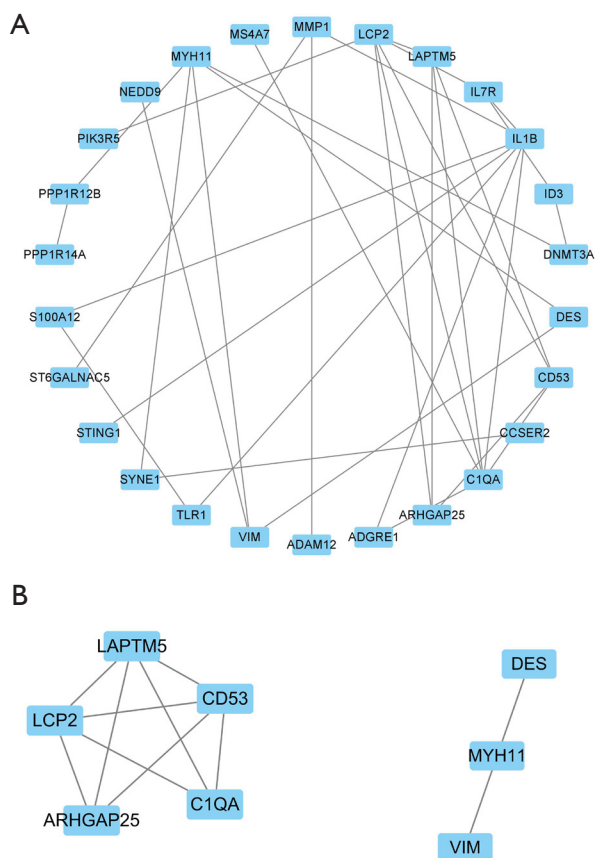 A
MS4A7
MMP1
LCP2
MYH11
LAPTM5
NEDD9
IL7R
PIK3R5
IL1B
PPP1R12B
ID3
PPP1R14A
DNMT3A
S100A12
DES
ST6GALNAC5
CD53
STING1
CCSER2
SYNE1
C1QA
TLR1
ARHGAP25
VIM
ADAM12
ADGRE1
B
LAPTM5
DES
CD53
LCP2
MYH11
C1QA
ARHGAP25
VIM